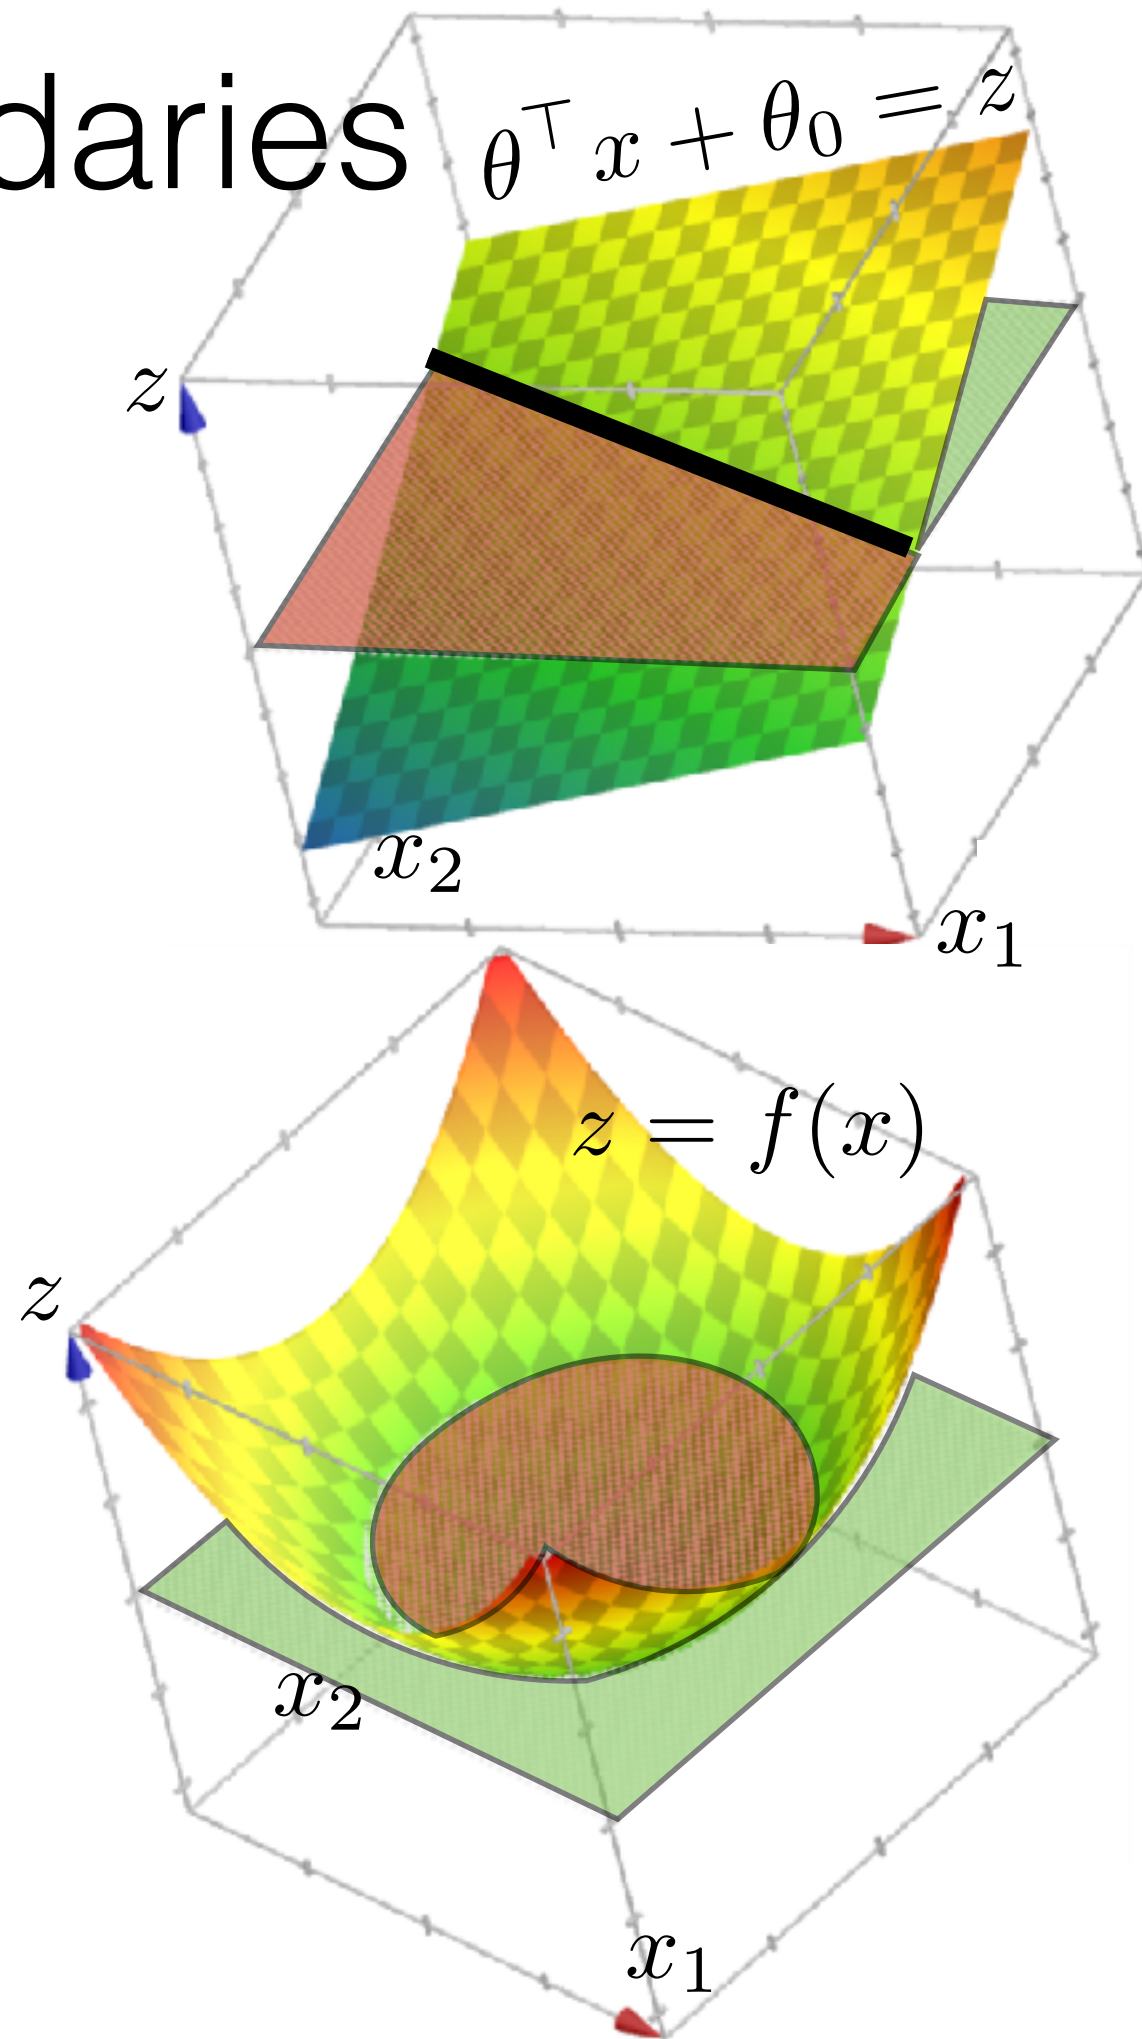 daries
θ⊤x + θ0 = z
z
x2
x1
z = f(x)
z
x2
x1